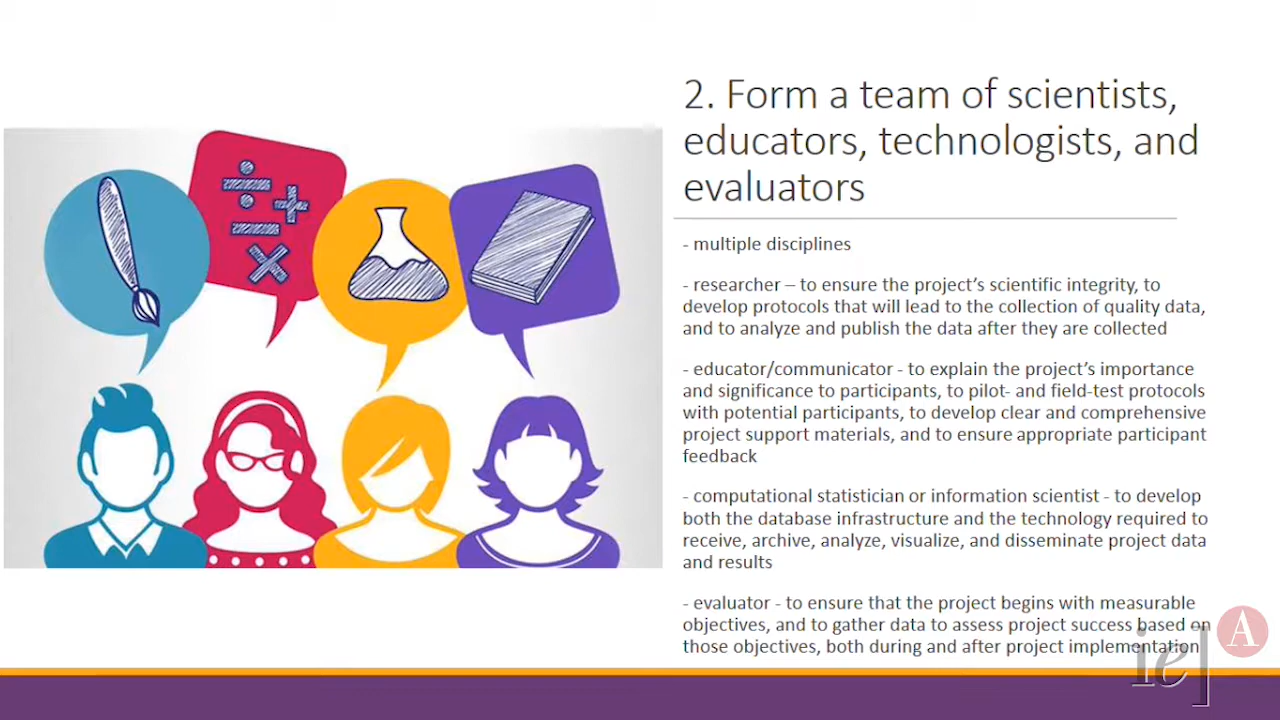 2. Form a team of scientists,
educators, technologists, and
evaluators
- multiple disciplines
- researcher – to ensure the project's scientific integrity, to
develop protocols that will lead to the collection of quality data,
and to analyze and publish the data after they are collected
- educator/communicator - to explain the project's importance
and significance to participants, to pilot- and field-test protocols
with potential participants, to develop clear and comprehensive
project support materials, and to ensure appropriate participant
feedback
- computational statistician or information scientist - to develop
both the database infrastructure and the technology required to
receive, archive, analyze, visualize, and disseminate project data
and results
- evaluator - to ensure that the project begins with measurable
objectives, and to gather data to assess project success based on
those objectives, both during and after project implementation
ie] A